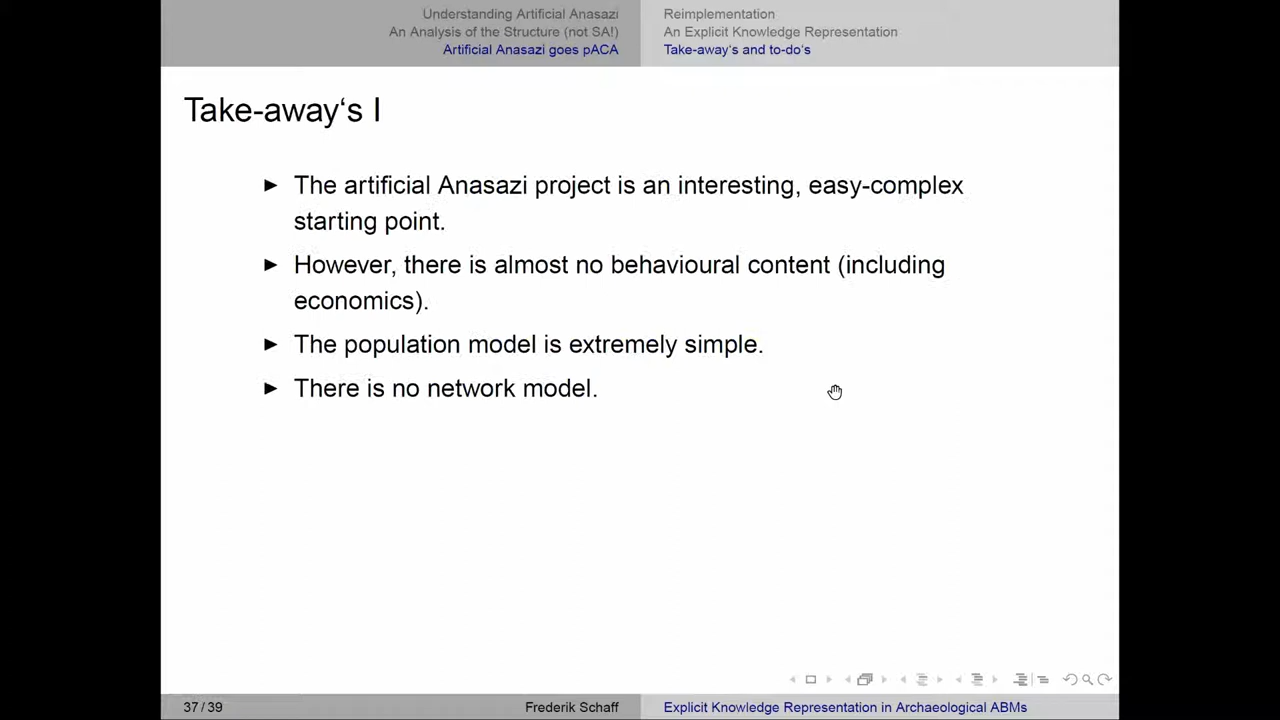 Understanding Artificial Anasazi
An Analysis of the Structure (not SA!)
Artificial Anasazi goes pACA
Reimplementation
An Explicit Knowledge Representation
Take-away‘s and to-do‘s
Take-away‘s I
► The artificial Anasazi project is an interesting, easy-complex
starting point.
► However, there is almost no behavioural content (including
economics).
► The population model is extremely simple.
► There is no network model.
37 / 39
Frederik Schaff
Explicit Knowledge Representation in Archaeological ABMs